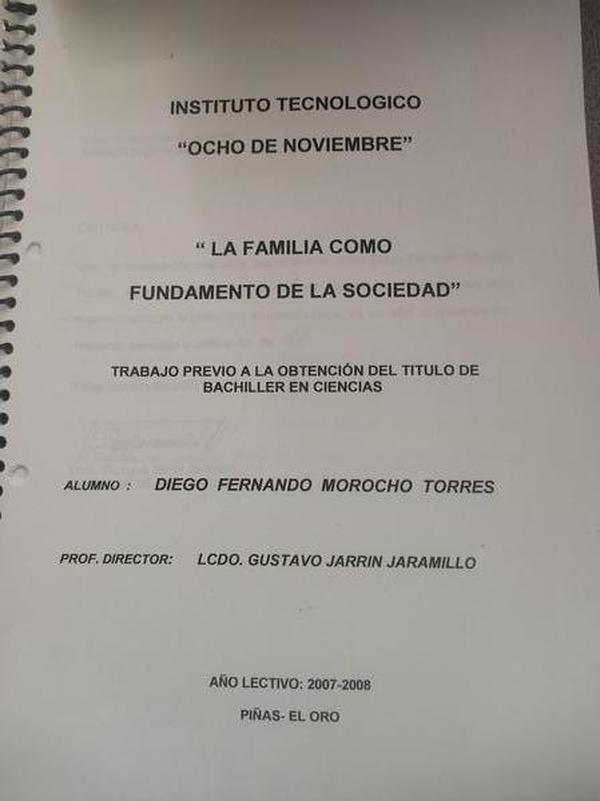 INSTITUTO TECNOLOGICO
“OCHO DE NOVIEMBRE”
“ LA FAMILIA COMO
FUNDAMENTO DE LA SOCIEDAD”
TRABAJO PREVIO A LA OBTENCIÓN DEL TITULO DE
BACHILLER EN CIENCIAS
ALUMNO : DIEGO FERNANDO MOROCHO TORRES
PROF. DIRECTOR: LCDO. GUSTAVO JARRIN JARAMILLO
AÑO LECTIVO: 2007-2008
PIÑAS- EL ORO